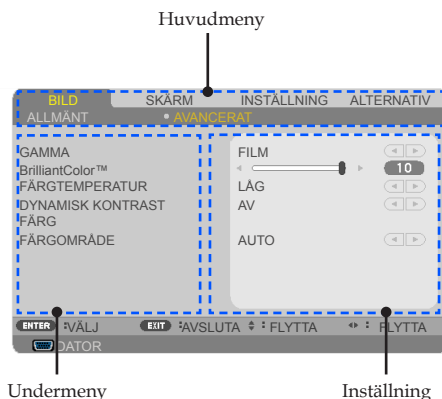 Huvudmeny
BILD SKÄRM INSTÄLLNING ALTERNATIV
ALLMÄNT • AVANCERAT
GAMMA FILM
BrilliantColor™ 10
FÄRGTEMPERATUR LÅG
DYNAMISK KONTRAST AV
FÄRG
FÄRGOMRÅDE AUTO
ENTER :VÄLJ EXIT :AVSLUTA : FLYTTA : FLYTTA
DATOR
Undermeny Inställning